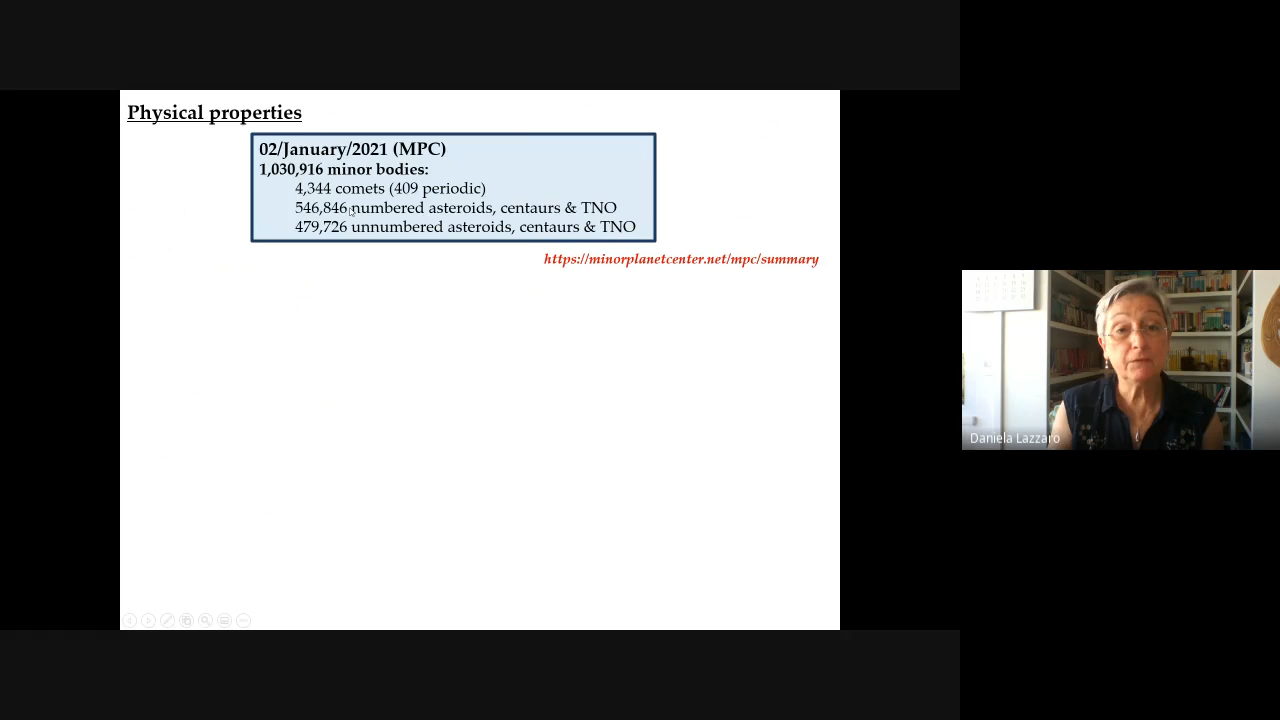 Physical properties
02/January/2021 (MPC)
1,030,916 minor bodies:
4,344 comets (409 periodic)
546,846 numbered asteroids, centaurs & TNO
479,726 unnumbered asteroids, centaurs & TNO
https://minorplanetcenter.net/mpc/summary
Daniela Lazzaro